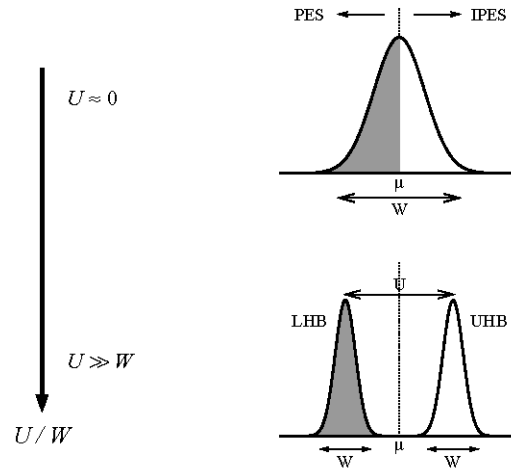 PES IPES
U ≈ 0
μ
W
U
LHB UHB
U ≫ W
μ
U / W
W W